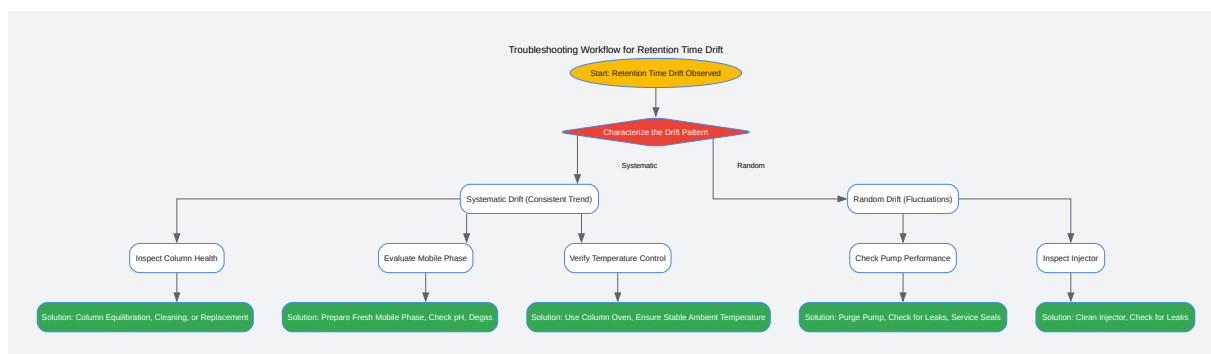 Troubleshooting Workflow for Retention Time Drift
Start: Retention Time Drift Observed
Characterize the Drift Pattern
Systematic
Random
Systematic Drift (Consistent Trend)
Random Drift (Fluctuations)
Inspect Column Health
Evaluate Mobile Phase
Verify Temperature Control
Check Pump Performance
Inspect Injector
Solution: Column Equilibration, Cleaning, or Replacement
Solution: Prepare Fresh Mobile Phase, Check pH, Degas
Solution: Use Column Oven, Ensure Stable Ambient Temperature
Solution: Purge Pump, Check for Leaks, Service Seals
Solution: Clean Injector, Check for Leaks